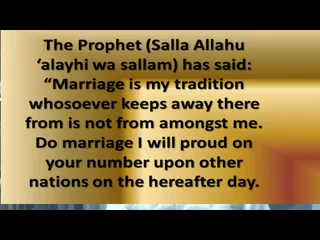 The Prophet (Salla Allahu
‘alayhi wa sallam) has said:
“Marriage is my tradition
whosoever keeps away there
from is not from amongst me.
Do marriage I will proud on
your number upon other
nations on the hereafter day.